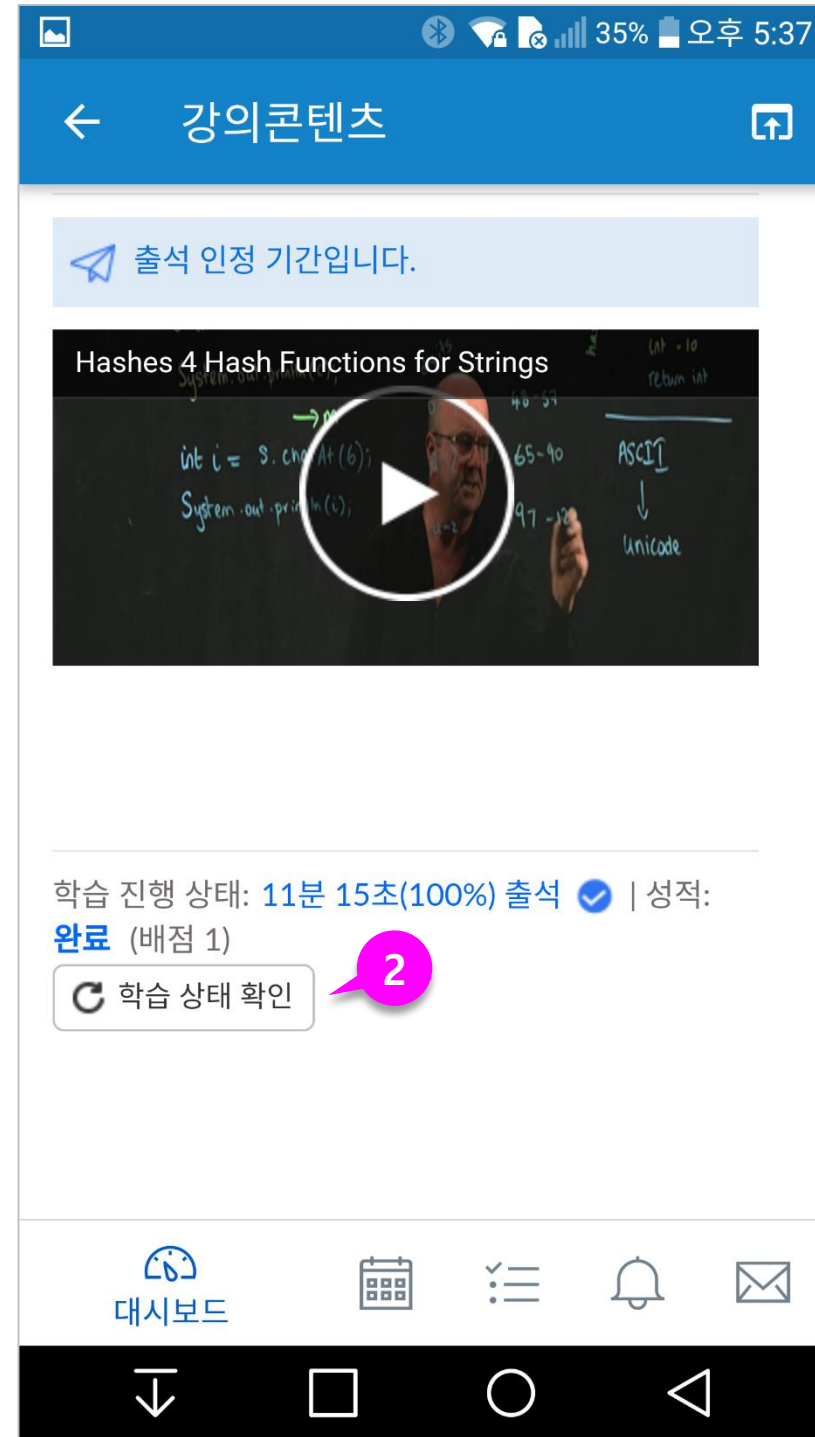 35% 오후 5:37
강의콘텐츠
출석 인정 기간입니다.
Hashes 4 Hash Functions for Strings
int - 10
return int
48-57
int i = S.charAt(6);
65-90
ASCII
System.out.println(i);
a-z
97-12
Unicode
학습 진행 상태: 11분 15초(100%) 출석 | 성적:
완료 (배점 1)
2
학습 상태 확인
대시보드